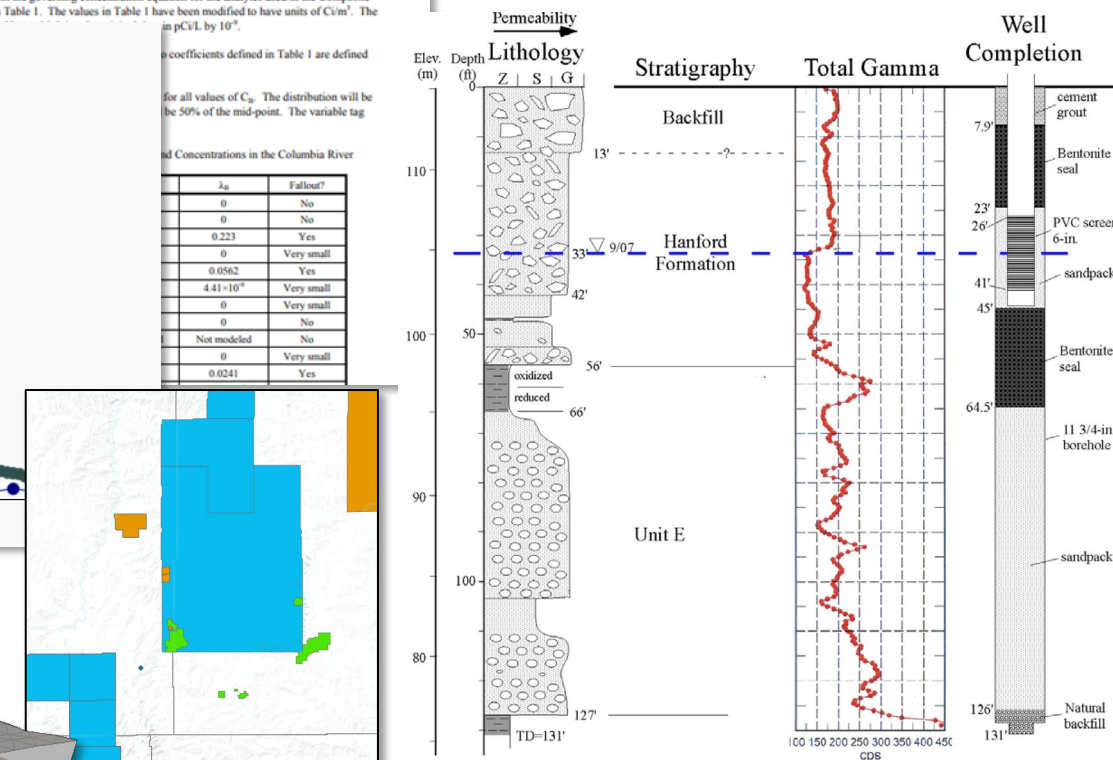 Table 1. The values in Table 1 have been modified to have units of Ci/m³. The
in pCi/L by 10⁻⁹.
coefficients defined in Table 1 are defined
for all values of C_B. The distribution will be
be 50% of the mid-point. The variable tag
nd Concentrations in the Columbia River
λ_B Fallout?
0 No
0 No
0.223 Yes
0 Very small
0.0562 Yes
4.41×10⁻⁸ Very small
0 Very small
0 No
Not modeled No
0 Very small
0.0241 Yes
Permeability
Lithology
Elev.
(m)
Depth
(ft)
Z S G
Stratigraphy
Total Gamma
Well
Completion
0
50
100
110
100
90
80
13'
33'
9/07
42'
56'
oxidized
reduced
66'
127'
TD=131'
Backfill
?
Hanford
Formation
Unit E
100 150 200 250 300 350 400 450
cps
cement
grout
7.9'
Bentonite
seal
23'
26'
PVC screen
6-in.
41'
sandpack
45'
Bentonite
seal
64.5'
11 3/4-in
borehole
sandpack
126'
Natural
backfill
131'